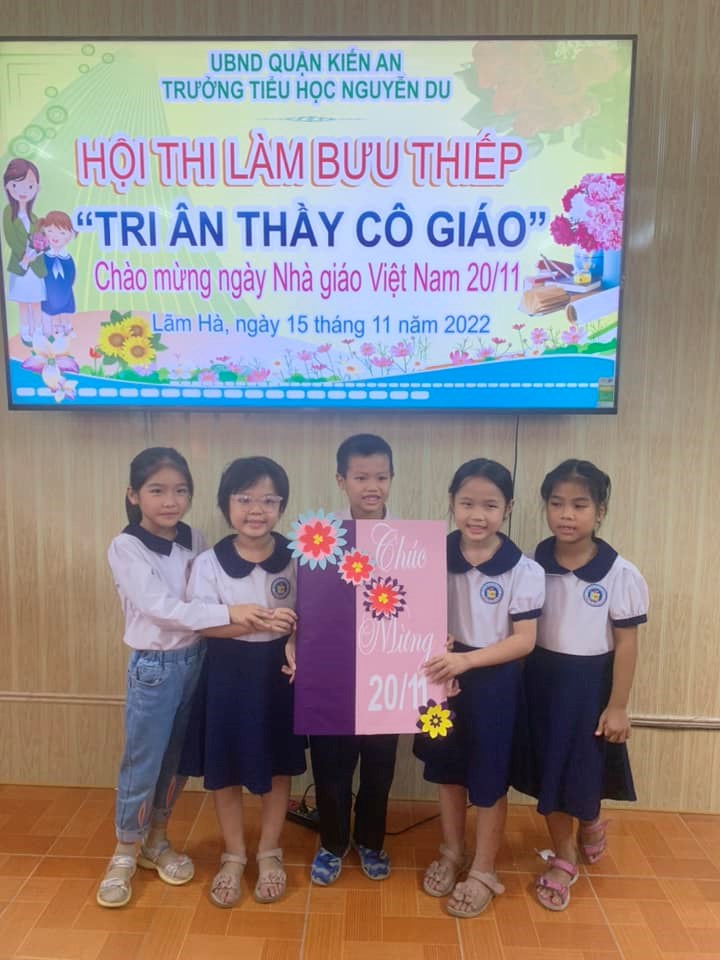 UBND QUẬN KIẾN AN
TRƯỜNG TIỂU HỌC NGUYỄN DU
HỘI THI LÀM BƯU THIẾP
“TRI ÂN THẦY CÔ GIÁO”
Chào mừng ngày Nhà giáo Việt Nam 20/11
Lãm Hà, ngày 15 tháng 11 năm 2022
Chúc
Mừng
20/11